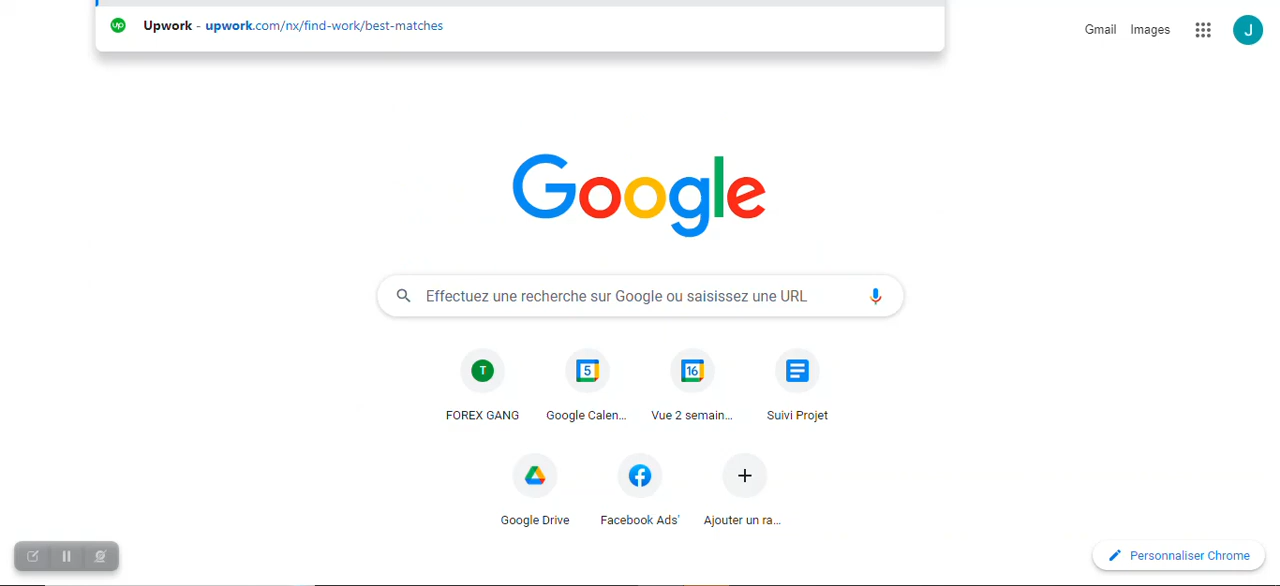 Upwork - upwork.com/nx/find-work/best-matches
Gmail Images
J
Google
Effectuez une recherche sur Google ou saisissez une URL
T
5
16
FOREX GANG
Google Calen...
Vue 2 semain...
Suivi Projet
Google Drive
Facebook Ads'
Ajouter un ra...
Personnaliser Chrome